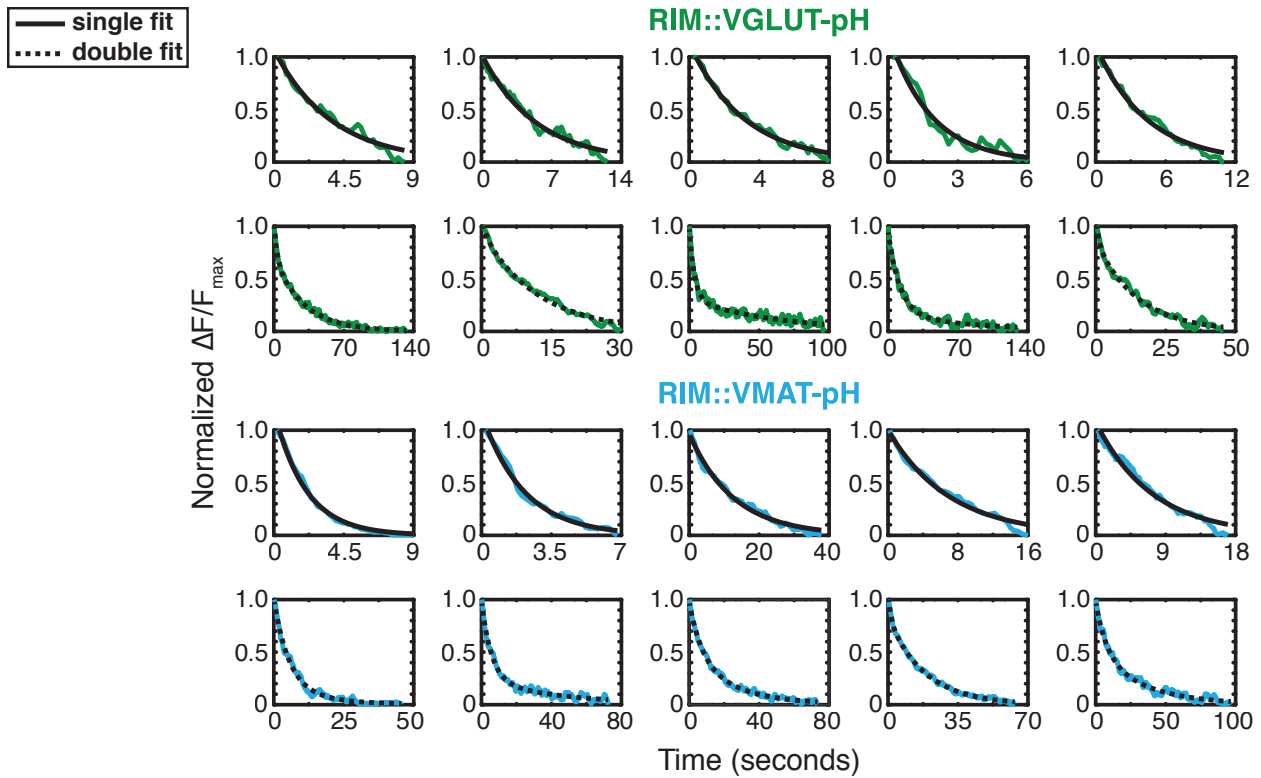 single fit
double fit
RIM::VGLUT-pH
Normalized ΔF/F_max
1.0 1.0 1.0 1.0 1.0
0.5 0.5 0.5 0.5 0.5
0 0 0 0 0
0 4.5 9 0 7 14 0 4 8 0 3 6 0 6 12
1.0 1.0 1.0 1.0 1.0
0.5 0.5 0.5 0.5 0.5
0 0 0 0 0
0 70 140 0 15 30 0 50 100 0 70 140 0 25 50
RIM::VMAT-pH
1.0 1.0 1.0 1.0 1.0
0.5 0.5 0.5 0.5 0.5
0 0 0 0 0
0 4.5 9 0 3.5 7 0 20 40 0 8 16 0 9 18
1.0 1.0 1.0 1.0 1.0
0.5 0.5 0.5 0.5 0.5
0 0 0 0 0
0 25 50 0 40 80 0 40 80 0 35 70 0 50 100
Time (seconds)